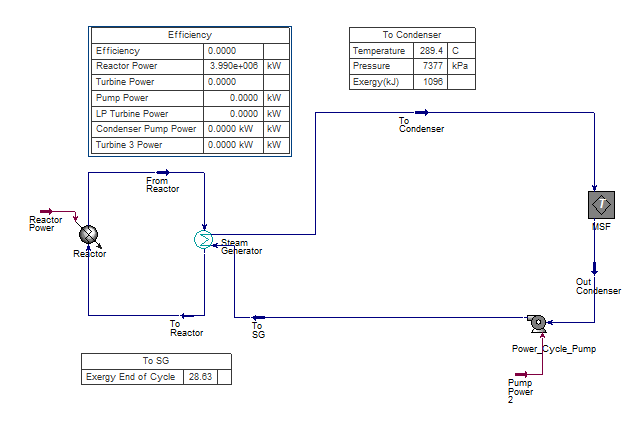 Efficiency
Efficiency 0.0000
Reactor Power 3.990e+006 kW
Turbine Power 0.0000
Pump Power 0.0000 kW
LP Turbine Power 0.0000 kW
Condenser Pump Power 0.0000 kW kW
Turbine 3 Power 0.0000 kW kW
To Condenser
Temperature 289.4 C
Pressure 7377 kPa
Exergy(kJ) 1096
To
Condenser
From
Reactor
Reactor
Power
Reactor
Steam
Generator
MSF
Out
Condenser
To
Reactor
To
SG
Power_Cycle_Pump
To SG
Exergy End of Cycle 28.63
Pump
Power
2